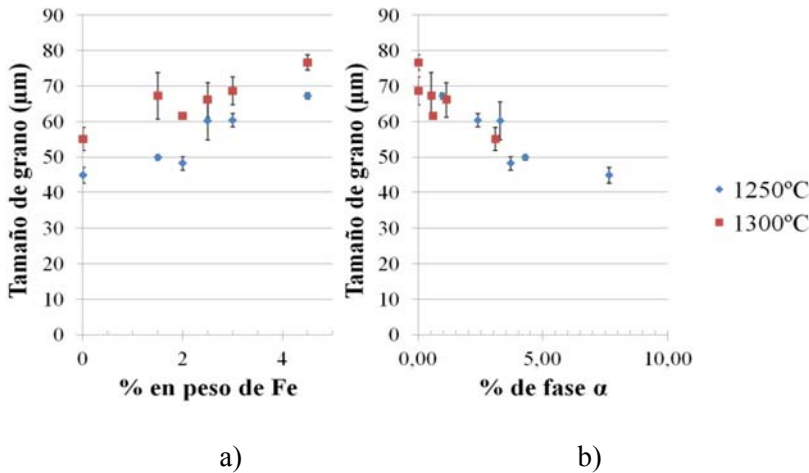 90
80
70
60
50
40
30
20
10
0
Tamaño de grano (µm)
0 2 4
% en peso de Fe
90
80
70
60
50
40
30
20
10
0
Tamaño de grano (µm)
0,00 5,00 10,00
% de fase α
1250ºC
1300ºC
a) b)